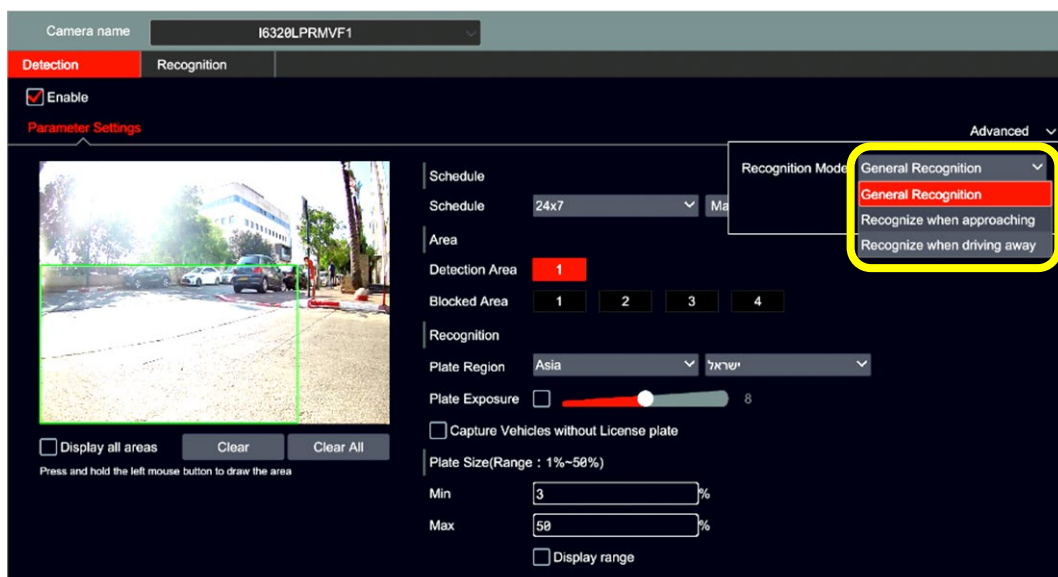 Camera name I6320LPRMVF1
Detection Recognition
Enable
Parameter Settings
Advanced
Recognition Mode General Recognition
General Recognition
Recognize when approaching
Recognize when driving away
Schedule
Schedule 24x7 Ma
Area
Detection Area 1
Blocked Area 1 2 3 4
Recognition
Plate Region Asia ישראל
Plate Exposure 8
Capture Vehicles without License plate
Display all areas Clear Clear All
Press and hold the left mouse button to draw the area
Plate Size(Range : 1%~50%)
Min 3 %
Max 50 %
Display range